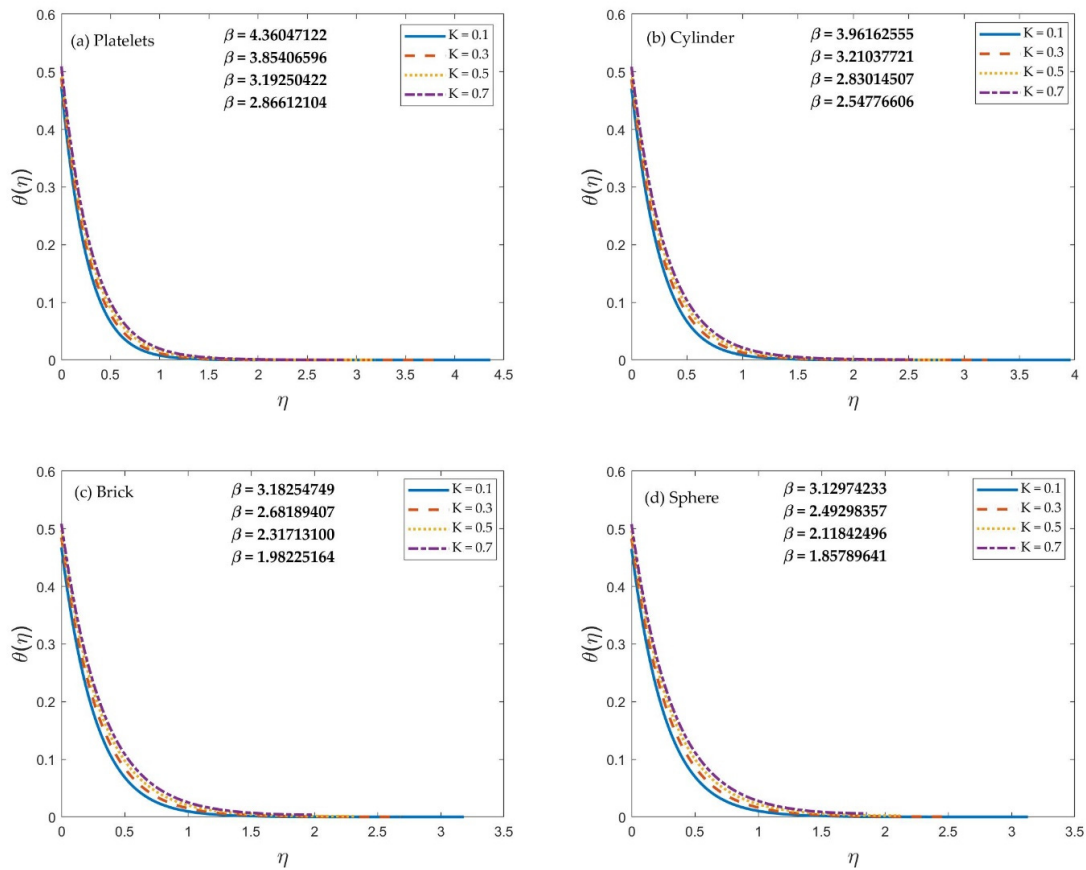 (a) Platelets
β = 4.36047122
β = 3.85406596
β = 3.19250422
β = 2.86612104
K = 0.1
K = 0.3
K = 0.5
K = 0.7
0.6
0.5
0.4
0.3
0.2
0.1
0
θ(η)
0 0.5 1 1.5 2 2.5 3 3.5 4 4.5
η
(b) Cylinder
β = 3.96162555
β = 3.21037721
β = 2.83014507
β = 2.54776606
K = 0.1
K = 0.3
K = 0.5
K = 0.7
0.6
0.5
0.4
0.3
0.2
0.1
0
θ(η)
0 0.5 1 1.5 2 2.5 3 3.5 4
η
(c) Brick
β = 3.18254749
β = 2.68189407
β = 2.31713100
β = 1.98225164
K = 0.1
K = 0.3
K = 0.5
K = 0.7
0.6
0.5
0.4
0.3
0.2
0.1
0
θ(η)
0 0.5 1 1.5 2 2.5 3 3.5
η
(d) Sphere
β = 3.12974233
β = 2.49298357
β = 2.11842496
β = 1.85789641
K = 0.1
K = 0.3
K = 0.5
K = 0.7
0.6
0.5
0.4
0.3
0.2
0.1
0
θ(η)
0 0.5 1 1.5 2 2.5 3 3.5
η